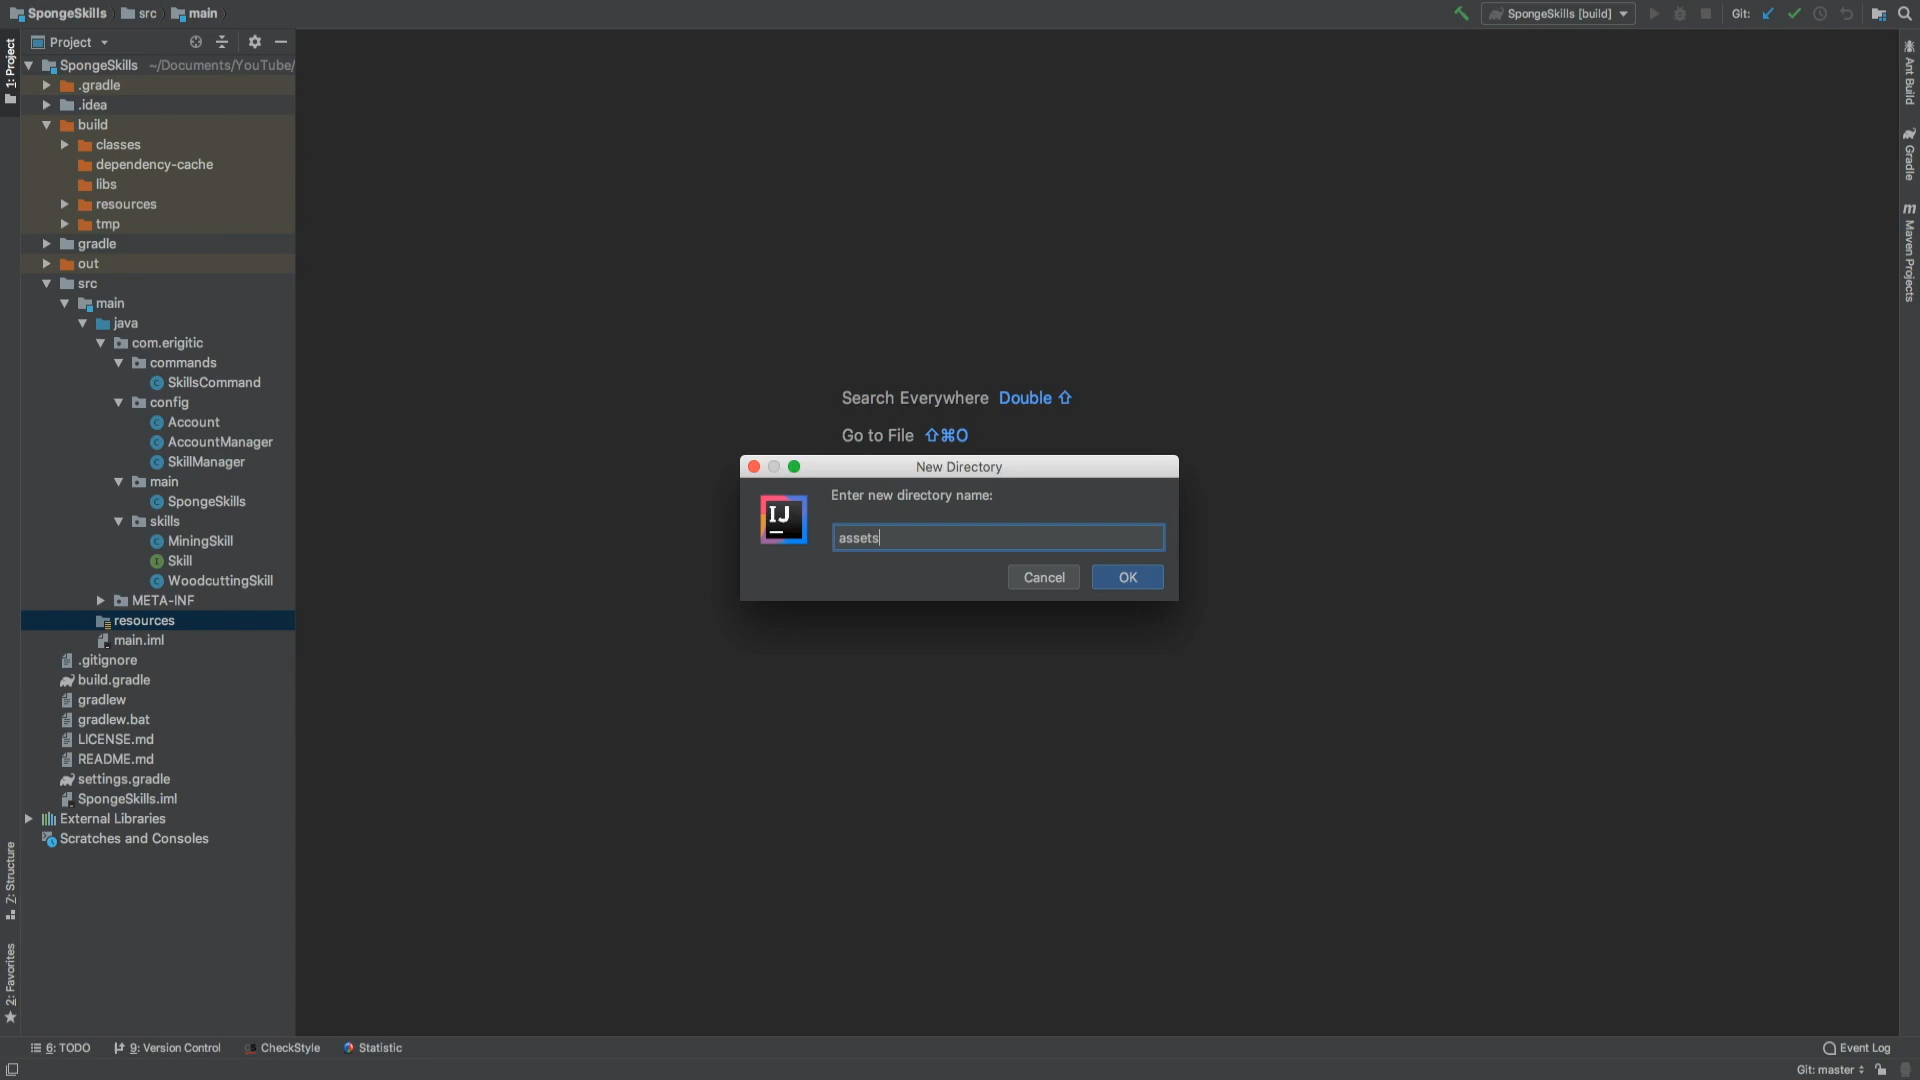 SpongeSkills src main
SpongeSkills [build] Git:
Project
SpongeSkills ~/Documents/YouTube/
.gradle
.idea
build
classes
dependency-cache
libs
resources
tmp
gradle
out
src
main
java
com.erigitic
commands
SkillsCommand
config
Account
AccountManager
SkillManager
main
SpongeSkills
skills
MiningSkill
Skill
WoodcuttingSkill
META-INF
resources
main.iml
.gitignore
build.gradle
gradlew
gradlew.bat
LICENSE.md
README.md
settings.gradle
SpongeSkills.iml
External Libraries
Scratches and Consoles
1: Project
Z: Structure
2: Favorites
Search Everywhere Double ⇧
Go to File ⇧⌘O
New Directory
IJ
Enter new directory name:
assets
Cancel OK
Ant Build
Gradle
m Maven Projects
6: TODO 9: Version Control CheckStyle Statistic
Event Log
Git: master